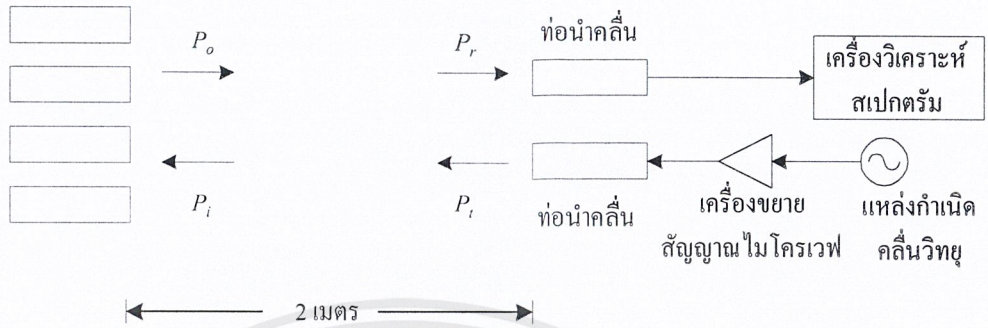 P_o
P_r
ท่อนำคลื่น
เครื่องวิเคราะห์
สเปกตรัม
P_i
P_t
ท่อนำคลื่น
เครื่องขยาย
สัญญาณไมโครเวฟ
แหล่งกำเนิด
คลื่นวิทยุ
2 เมตร